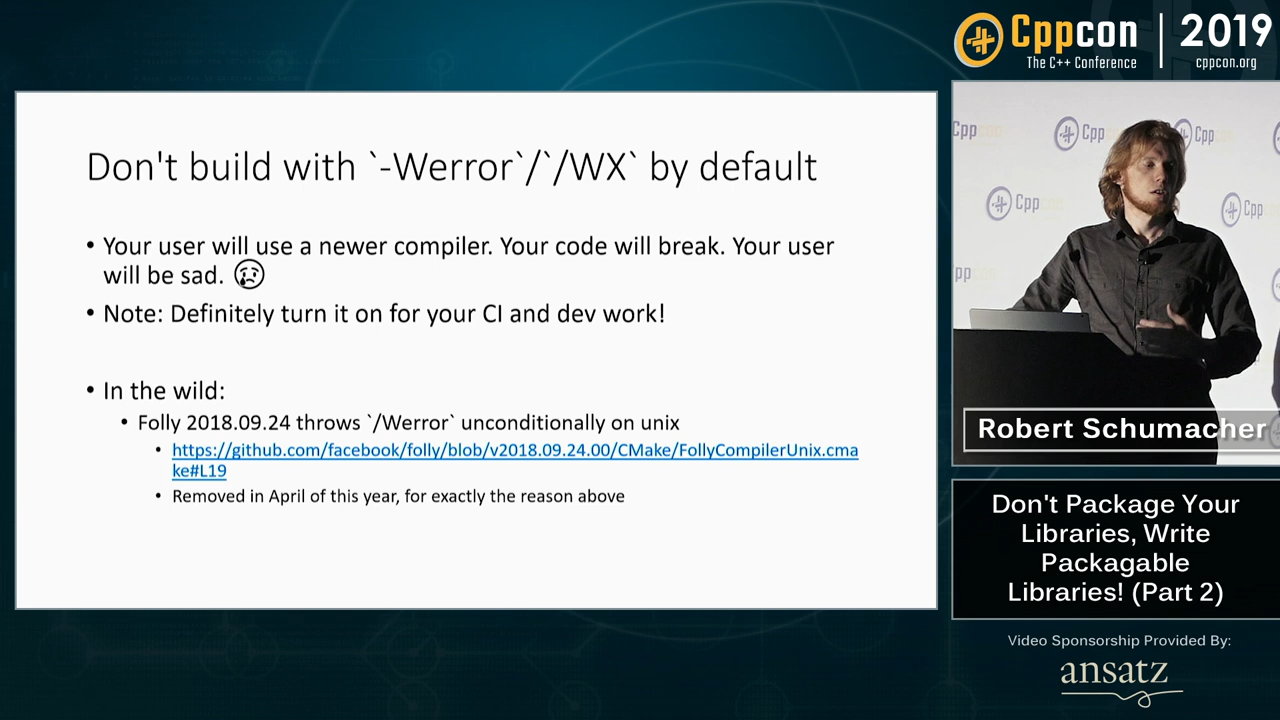 Cppcon | 2019
The C++ Conference
cppcon.org
Don't build with `-Werror`/`/WX` by default
• Your user will use a newer compiler. Your code will break. Your user
will be sad. 😢
• Note: Definitely turn it on for your CI and dev work!
• In the wild:
• Folly 2018.09.24 throws `/Werror` unconditionally on unix
• https://github.com/facebook/folly/blob/v2018.09.24.00/CMake/FollyCompilerUnix.cma
ke#L19
• Removed in April of this year, for exactly the reason above
Cppcon
Cppcon
Cppcon
Cppcon
Robert Schumacher
Don't Package Your
Libraries, Write
Packagable
Libraries! (Part 2)
Video Sponsorship Provided By:
ansatz